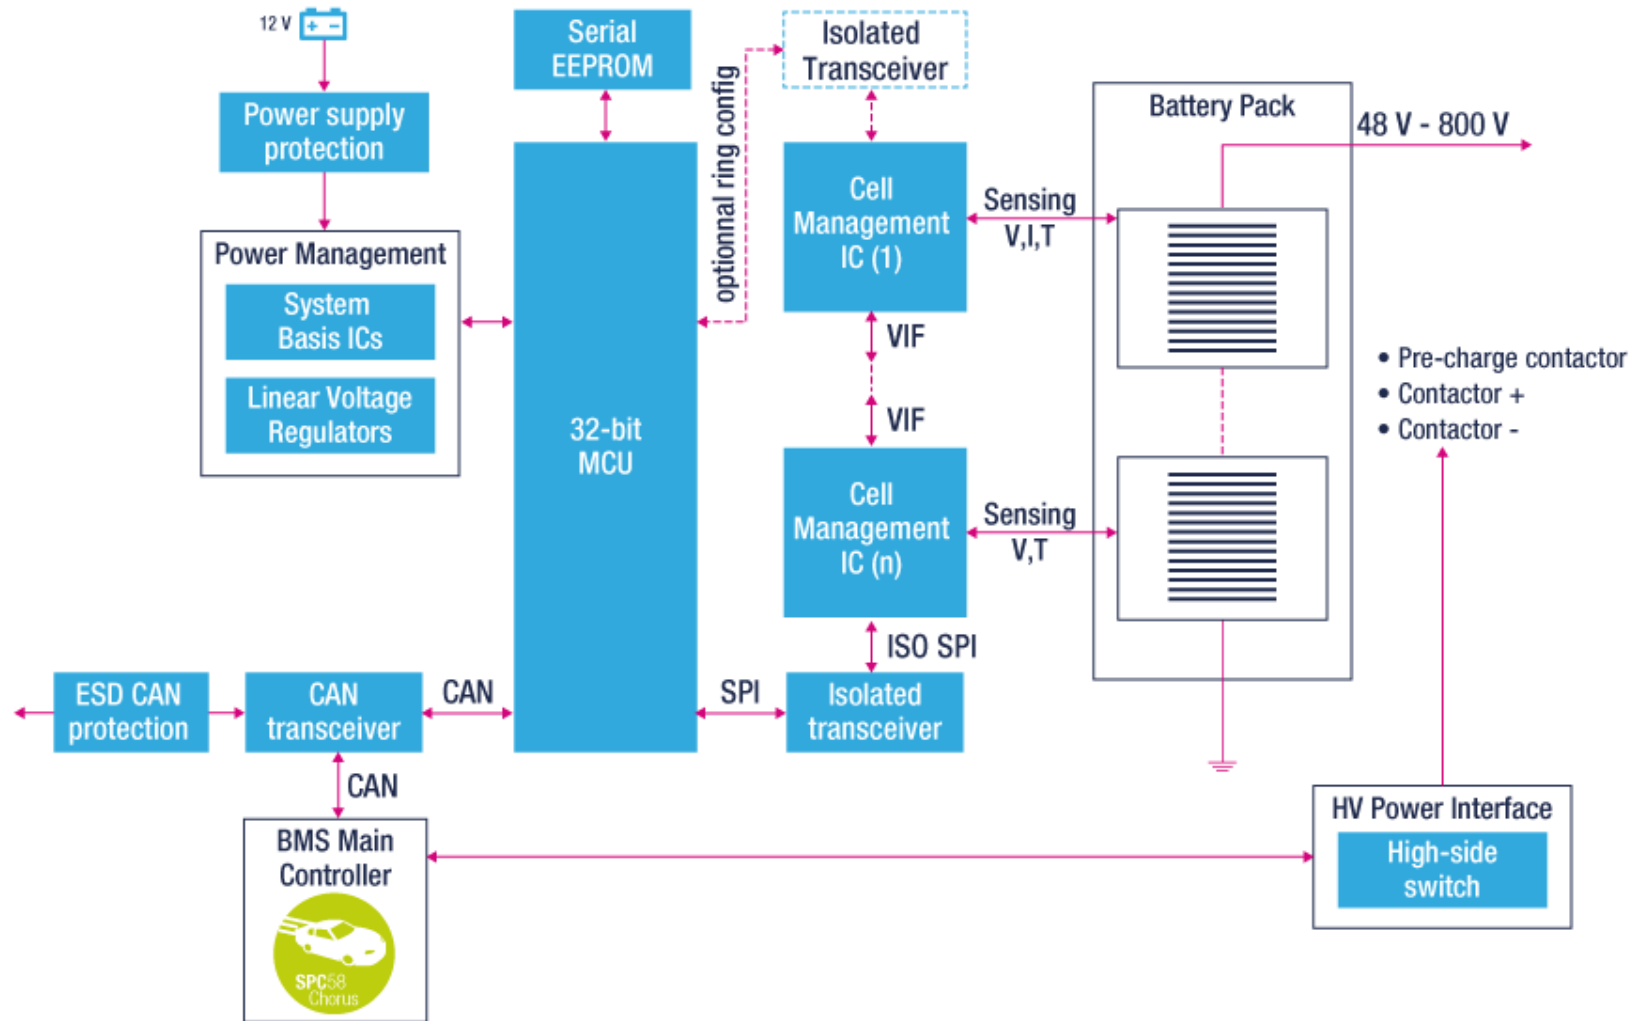 12 V
+ −
Serial
EEPROM
Isolated
Transceiver
Power supply
protection
optionnal ring config
Battery Pack
48 V - 800 V
Cell
Management
IC (1)
Sensing
V,I,T
Power Management
System
Basis ICs
Linear Voltage
Regulators
VIF
VIF
32-bit
MCU
• Pre-charge contactor
• Contactor +
• Contactor -
Cell
Management
IC (n)
Sensing
V,T
ISO SPI
ESD CAN
protection
CAN
transceiver
CAN
SPI
Isolated
transceiver
CAN
BMS Main
Controller
SPC58
Chorus
HV Power Interface
High-side
switch